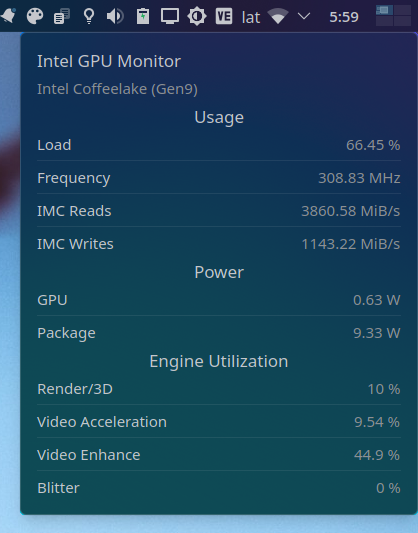 VE lat 5:59
Intel GPU Monitor
Intel Coffeelake (Gen9)
Usage
Load 66.45 %
Frequency 308.83 MHz
IMC Reads 3860.58 MiB/s
IMC Writes 1143.22 MiB/s
Power
GPU 0.63 W
Package 9.33 W
Engine Utilization
Render/3D 10 %
Video Acceleration 9.54 %
Video Enhance 44.9 %
Blitter 0 %